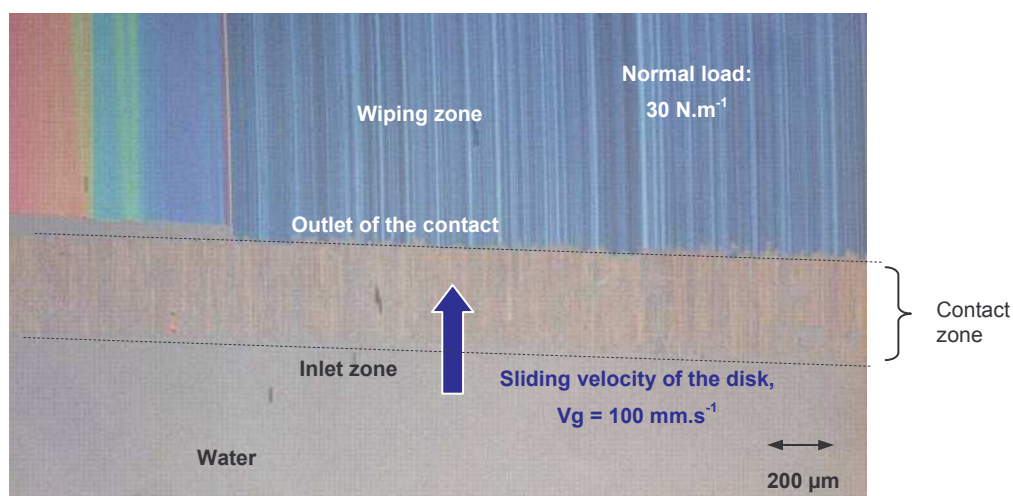 Normal load:
30 N.m-1
Wiping zone
Outlet of the contact
Contact
zone
Inlet zone
Sliding velocity of the disk,
Vg = 100 mm.s-1
Water
200 µm